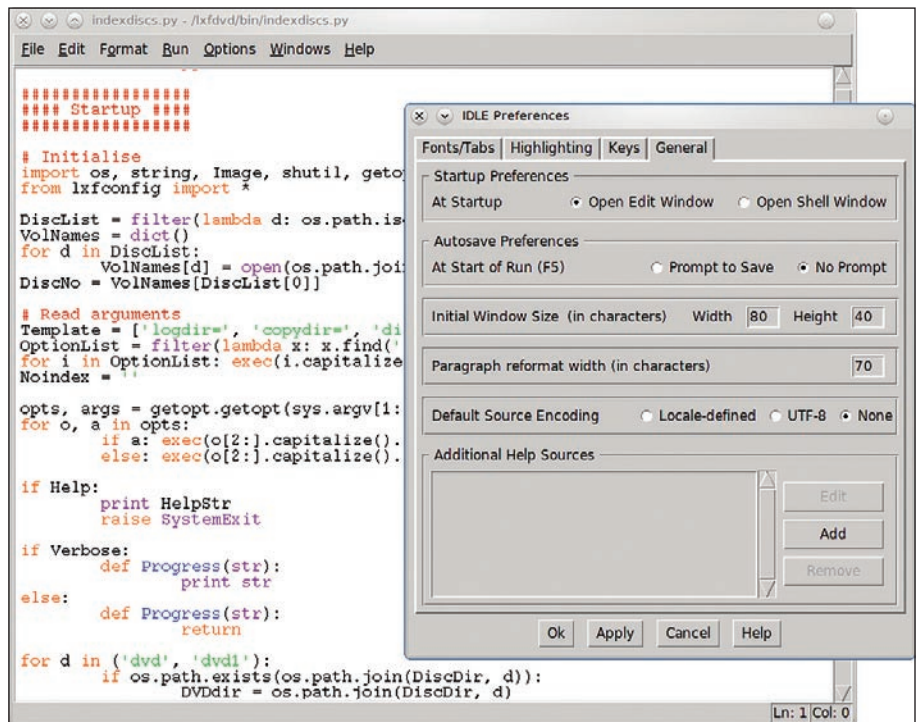 indexdiscs.py - /lxfdvd/bin/indexdiscs.py
File Edit Format Run Options Windows Help
##################
#### Startup ####
##################
# Initialise
import os, string, Image, shutil, geto
from lxfconfig import *
DiscList = filter(lambda d: os.path.is
VolNames = dict()
for d in DiscList:
VolNames[d] = open(os.path.joi
DiscNo = VolNames[DiscList[0]]
# Read arguments
Template = ['logdir=', 'copydir=', 'di
OptionList = filter(lambda x: x.find('
for i in OptionList: exec(i.capitalize
Noindex = ''
opts, args = getopt.getopt(sys.argv[1:
for o, a in opts:
if a: exec(o[2:].capitalize().
else: exec(o[2:].capitalize().
if Help:
print HelpStr
raise SystemExit
if Verbose:
def Progress(str):
print str
else:
def Progress(str):
return
for d in ('dvd', 'dvd1'):
if os.path.exists(os.path.join(DiscDir, d)):
DVDdir = os.path.join(DiscDir, d)
Ln: 1 Col: 0
IDLE Preferences
Fonts/Tabs Highlighting Keys General
Startup Preferences
At Startup Open Edit Window Open Shell Window
Autosave Preferences
At Start of Run (F5) Prompt to Save No Prompt
Initial Window Size (in characters) Width 80 Height 40
Paragraph reformat width (in characters) 70
Default Source Encoding Locale-defined UTF-8 None
Additional Help Sources
Edit
Add
Remove
Ok Apply Cancel Help